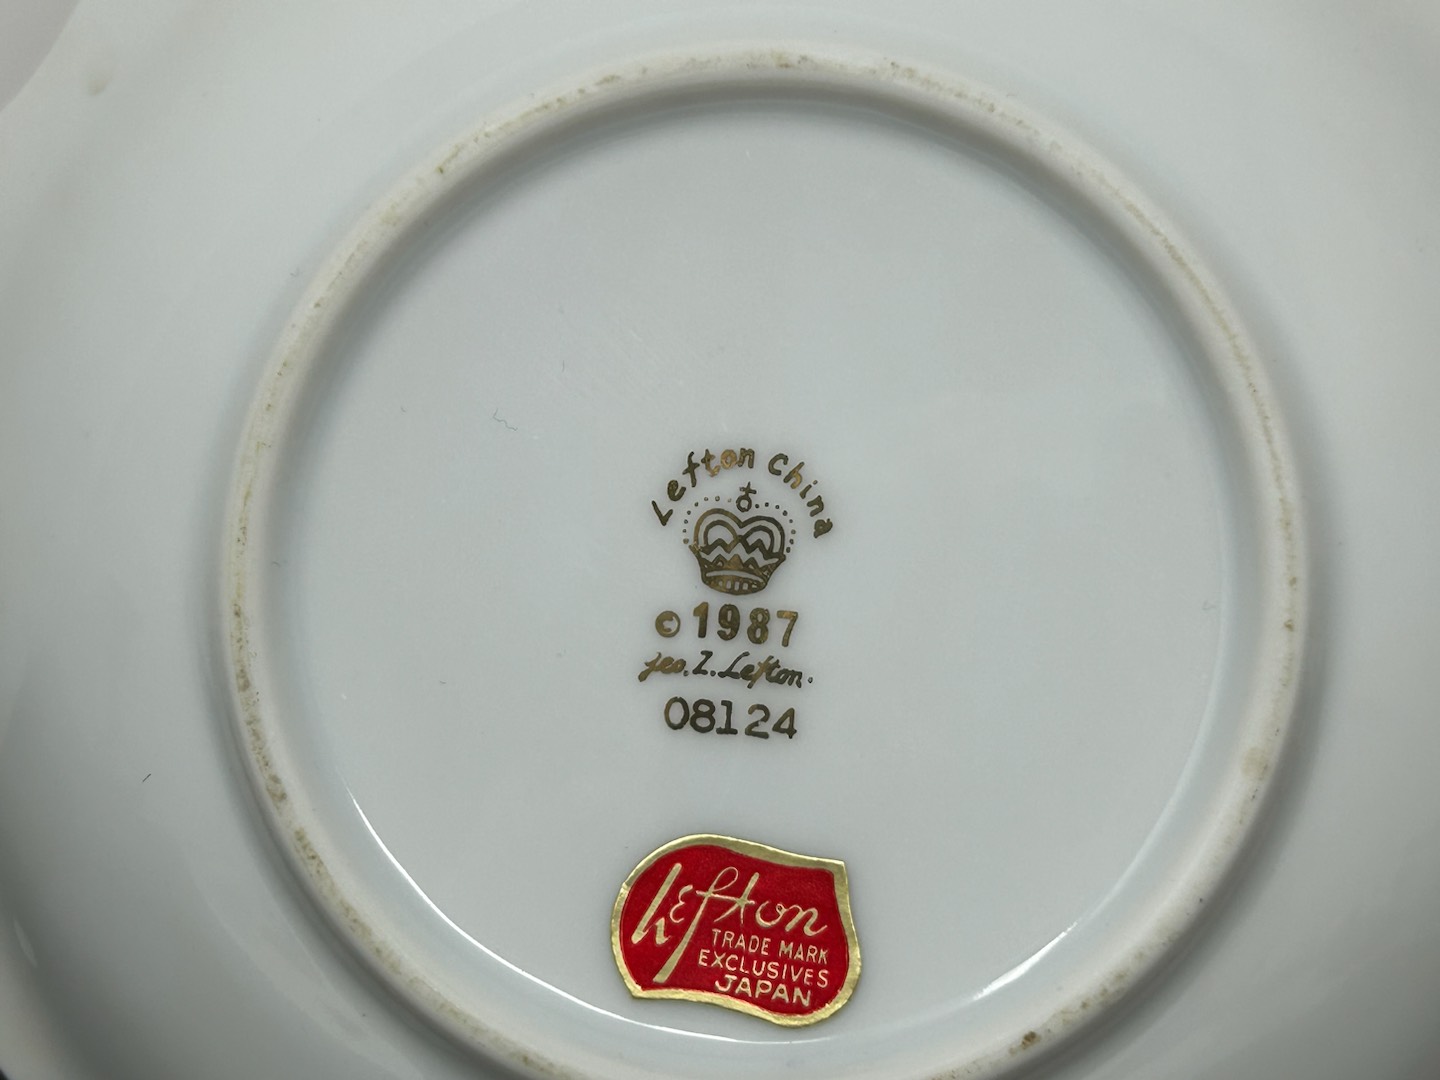 Lefton China
© 1987
Geo. Z. Lefton.
08124
Lefton
TRADE MARK
EXCLUSIVES
JAPAN